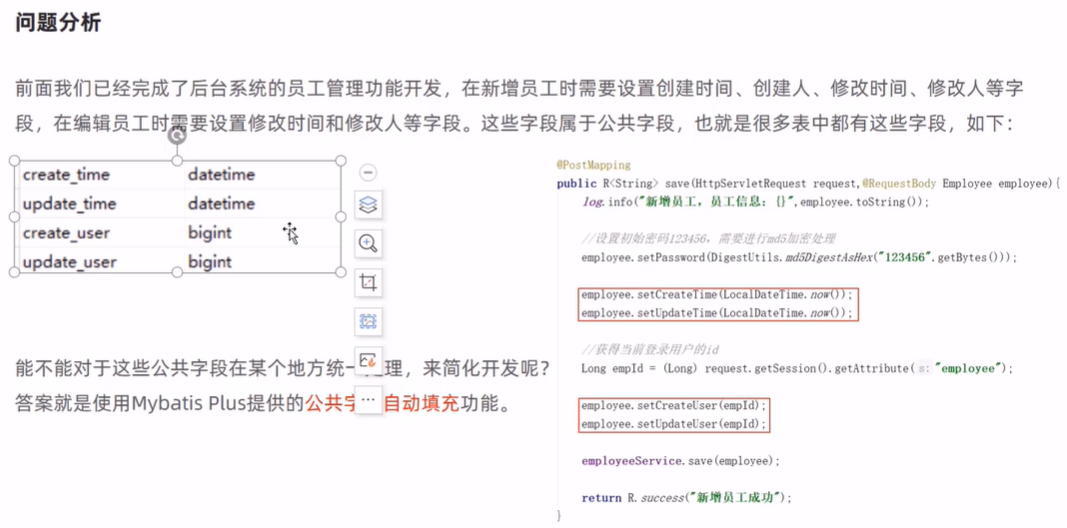 问题分析
前面我们已经完成了后台系统的员工管理功能开发，在新增员工时需要设置创建时间、创建人、修改时间、修改人等字
段，在编辑员工时需要设置修改时间和修改人等字段。这些字段属于公共字段，也就是很多表中都有这些字段，如下：
create_time datetime
update_time datetime
create_user bigint
update_user bigint
能不能对于这些公共字段在某个地方统一 理，来简化开发呢？
答案就是使用Mybatis Plus提供的公共字 自动填充功能。
@PostMapping
public R<String> save(HttpServletRequest request,@RequestBody Employee employee){
log.info("新增员工，员工信息：{}",employee.toString());
//设置初始密码123456，需要进行md5加密处理
employee.setPassword(DigestUtils.md5DigestAsHex("123456".getBytes()));
employee.setCreateTime(LocalDateTime.now());
employee.setUpdateTime(LocalDateTime.now());
//获得当前登录用户的id
Long empId = (Long) request.getSession().getAttribute( s: "employee");
employee.setCreateUser(empId);
employee.setUpdateUser(empId);
employeeService.save(employee);
return R.success("新增员工成功");
}